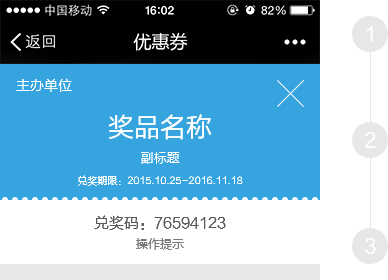 中国移动 16:02 82%
返回 优惠券
主办单位
奖品名称
副标题
兑奖期限：2015.10.25-2016.11.18
兑奖码：76594123
操作提示
1
2
3